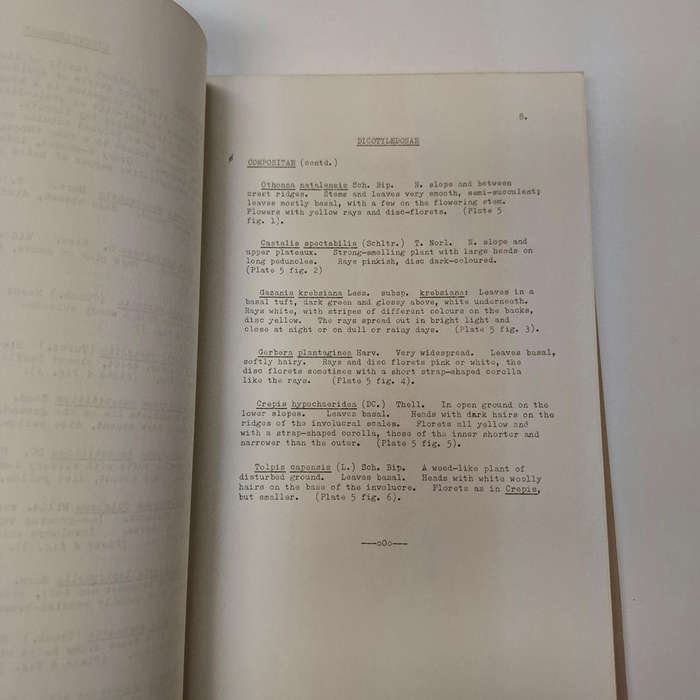 8.
DICOTYLEDONAE
COMPOSITAE (contd.)
Othonna natalensis Sch. Bip. N. slope and between
crest ridges. Stems and leaves very smooth, semi-succulent;
leaves mostly basal, with a few on the flowering stem.
Flowers with yellow rays and disc-florets. (Plate 5
fig. 1).
Castalis spectabilis (Schltr.) T. Norl. N. slope and
upper plateaux. Strong-smelling plant with large heads on
long peduncles. Rays pinkish, disc dark-coloured.
(Plate 5 fig. 2)
Gazania krebsiana Less. subsp. krebsiana: Leaves in a
basal tuft, dark green and glossy above, white underneath.
Rays white, with stripes of different colours on the backs,
disc yellow. The rays spread out in bright light and
close at night or on dull or rainy days. (Plate 5 fig. 3).
Gerbera plantaginea Harv. Very widespread. Leaves basal,
softly hairy. Rays and disc florets pink or white, the
disc florets sometimes with a short strap-shaped corolla
like the rays. (Plate 5 fig. 4).
Crepis hypochaeridea (DC.) Thell. In open ground on the
lower slopes. Leaves basal. Heads with dark hairs on the
ridges of the involucral scales. Florets all yellow and
with a strap-shaped corolla, those of the inner shorter and
narrower than the outer. (Plate 5 fig. 5).
Tolpis capensis (L.) Sch. Bip. A weed-like plant of
disturbed ground. Leaves basal. Heads with white woolly
hairs on the base of the involucre. Florets as in Crepis,
but smaller. (Plate 5 fig. 6).
---oOo---